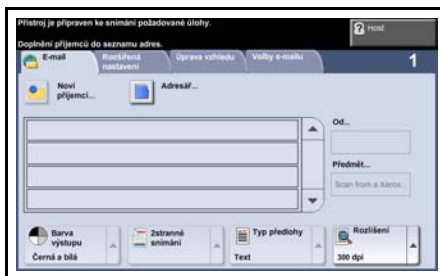 Přístroj je připraven ke snímání požadované úlohy.
Host
Doplnění příjemců do seznamu adres.
E-mail
Rozšířená
nastavení
Úprava vzhledu
Volby e-mailu
1
Noví
příjemci...
Adresář...
Od...
Předmět...
Scan from a Xerox...
Barva
výstupu
Černá a bílá
2stranné
snímání
Typ předlohy
Text
Rozlišení
300 dpi